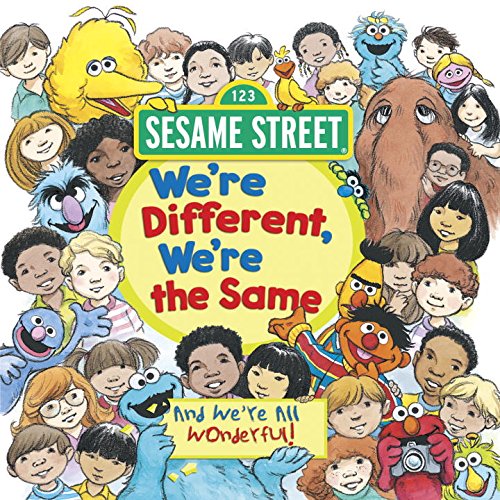 123
SESAME STREET®
We're
Different,
We're
the Same
And We're All
Wonderful!